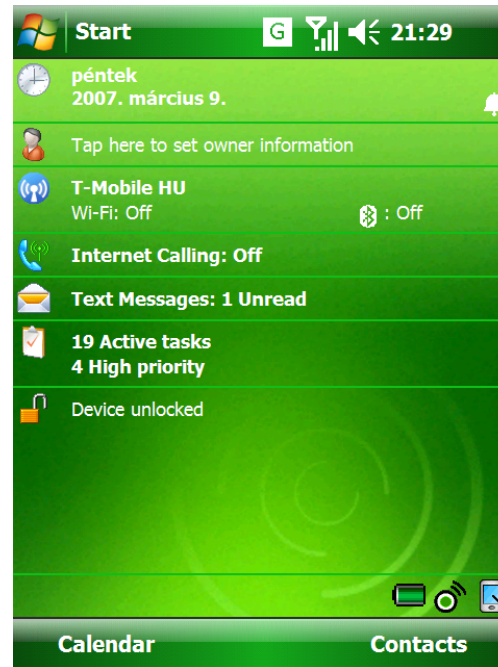 Start G 21:29
péntek
2007. március 9.
Tap here to set owner information
T-Mobile HU
Wi-Fi: Off : Off
Internet Calling: Off
Text Messages: 1 Unread
19 Active tasks
4 High priority
Device unlocked
Calendar Contacts